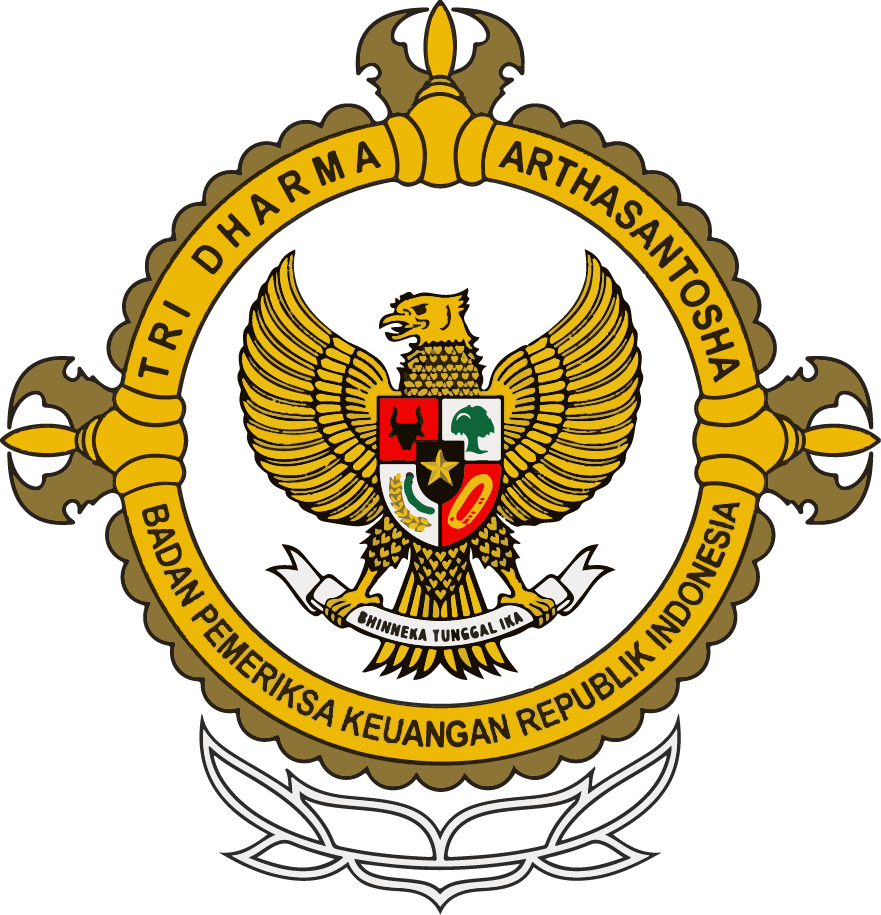 TRI DHARMA
ARTHASANTOSHA
BHINNEKA TUNGGAL IKA
BADAN PEMERIKSA KEUANGAN REPUBLIK INDONESIA